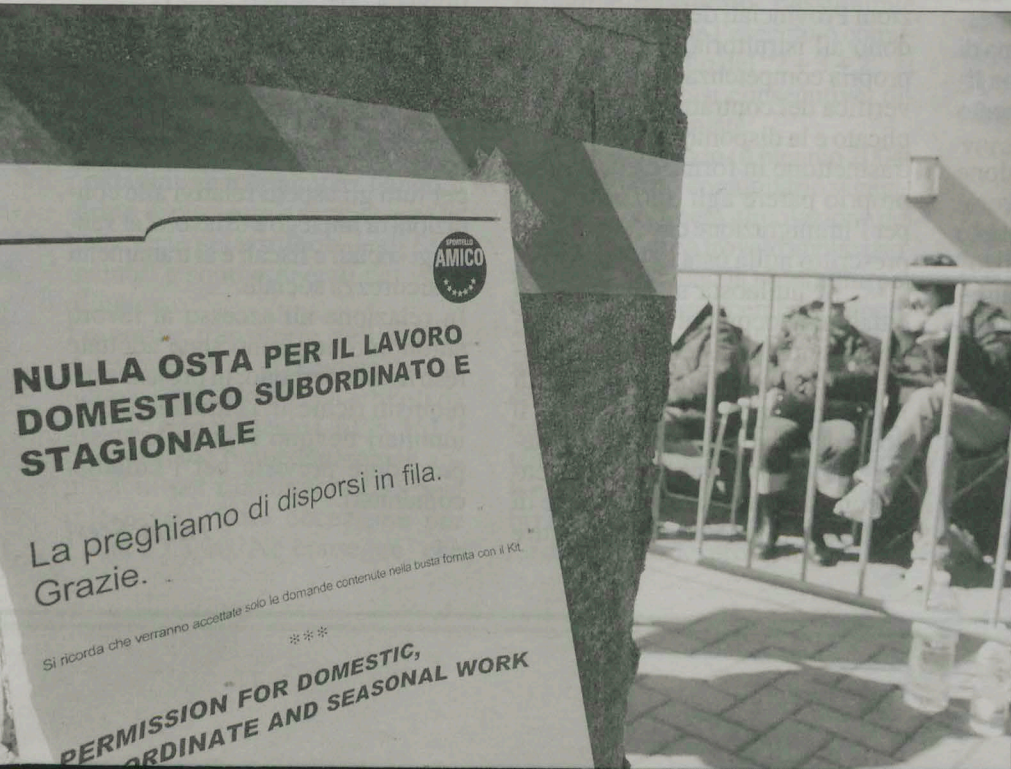 SPORTELLO
AMICO
NULLA OSTA PER IL LAVORO
DOMESTICO SUBORDINATO E
STAGIONALE
La preghiamo di disporsi in fila.
Grazie.
Si ricorda che verranno accettate solo le domande contenute nella busta fornita con il Kit.
***
PERMISSION FOR DOMESTIC,
ORDINATE AND SEASONAL WORK